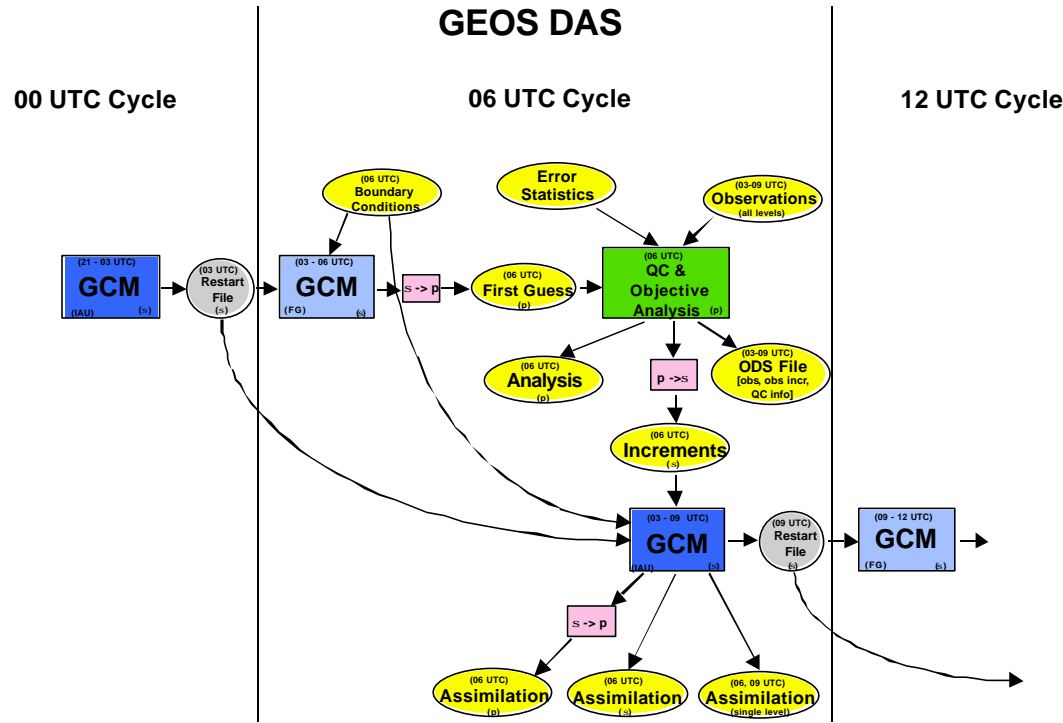 GEOS DAS
00 UTC Cycle
06 UTC Cycle
12 UTC Cycle
(06 UTC)
Boundary
Conditions
Error
Statistics
(03-09 UTC)
Observations
(all levels)
(21 - 03 UTC)
GCM
(IAU) (s)
(03 UTC)
Restart
File
(s)
(03 - 06 UTC)
GCM
(FG) (s)
s -> p
(06 UTC)
First Guess
(p)
(06 UTC)
QC &
Objective
Analysis (p)
(06 UTC)
Analysis
(p)
p ->s
(03-09 UTC)
ODS File
[obs, obs incr,
QC info]
(06 UTC)
Increments
(s)
(03 - 09 UTC)
GCM
(IAU) (s)
(09 UTC)
Restart
File
(s)
(09 - 12 UTC)
GCM
(FG) (s)
s -> p
(06 UTC)
Assimilation
(p)
(06 UTC)
Assimilation
(s)
(06, 09 UTC)
Assimilation
(single level)